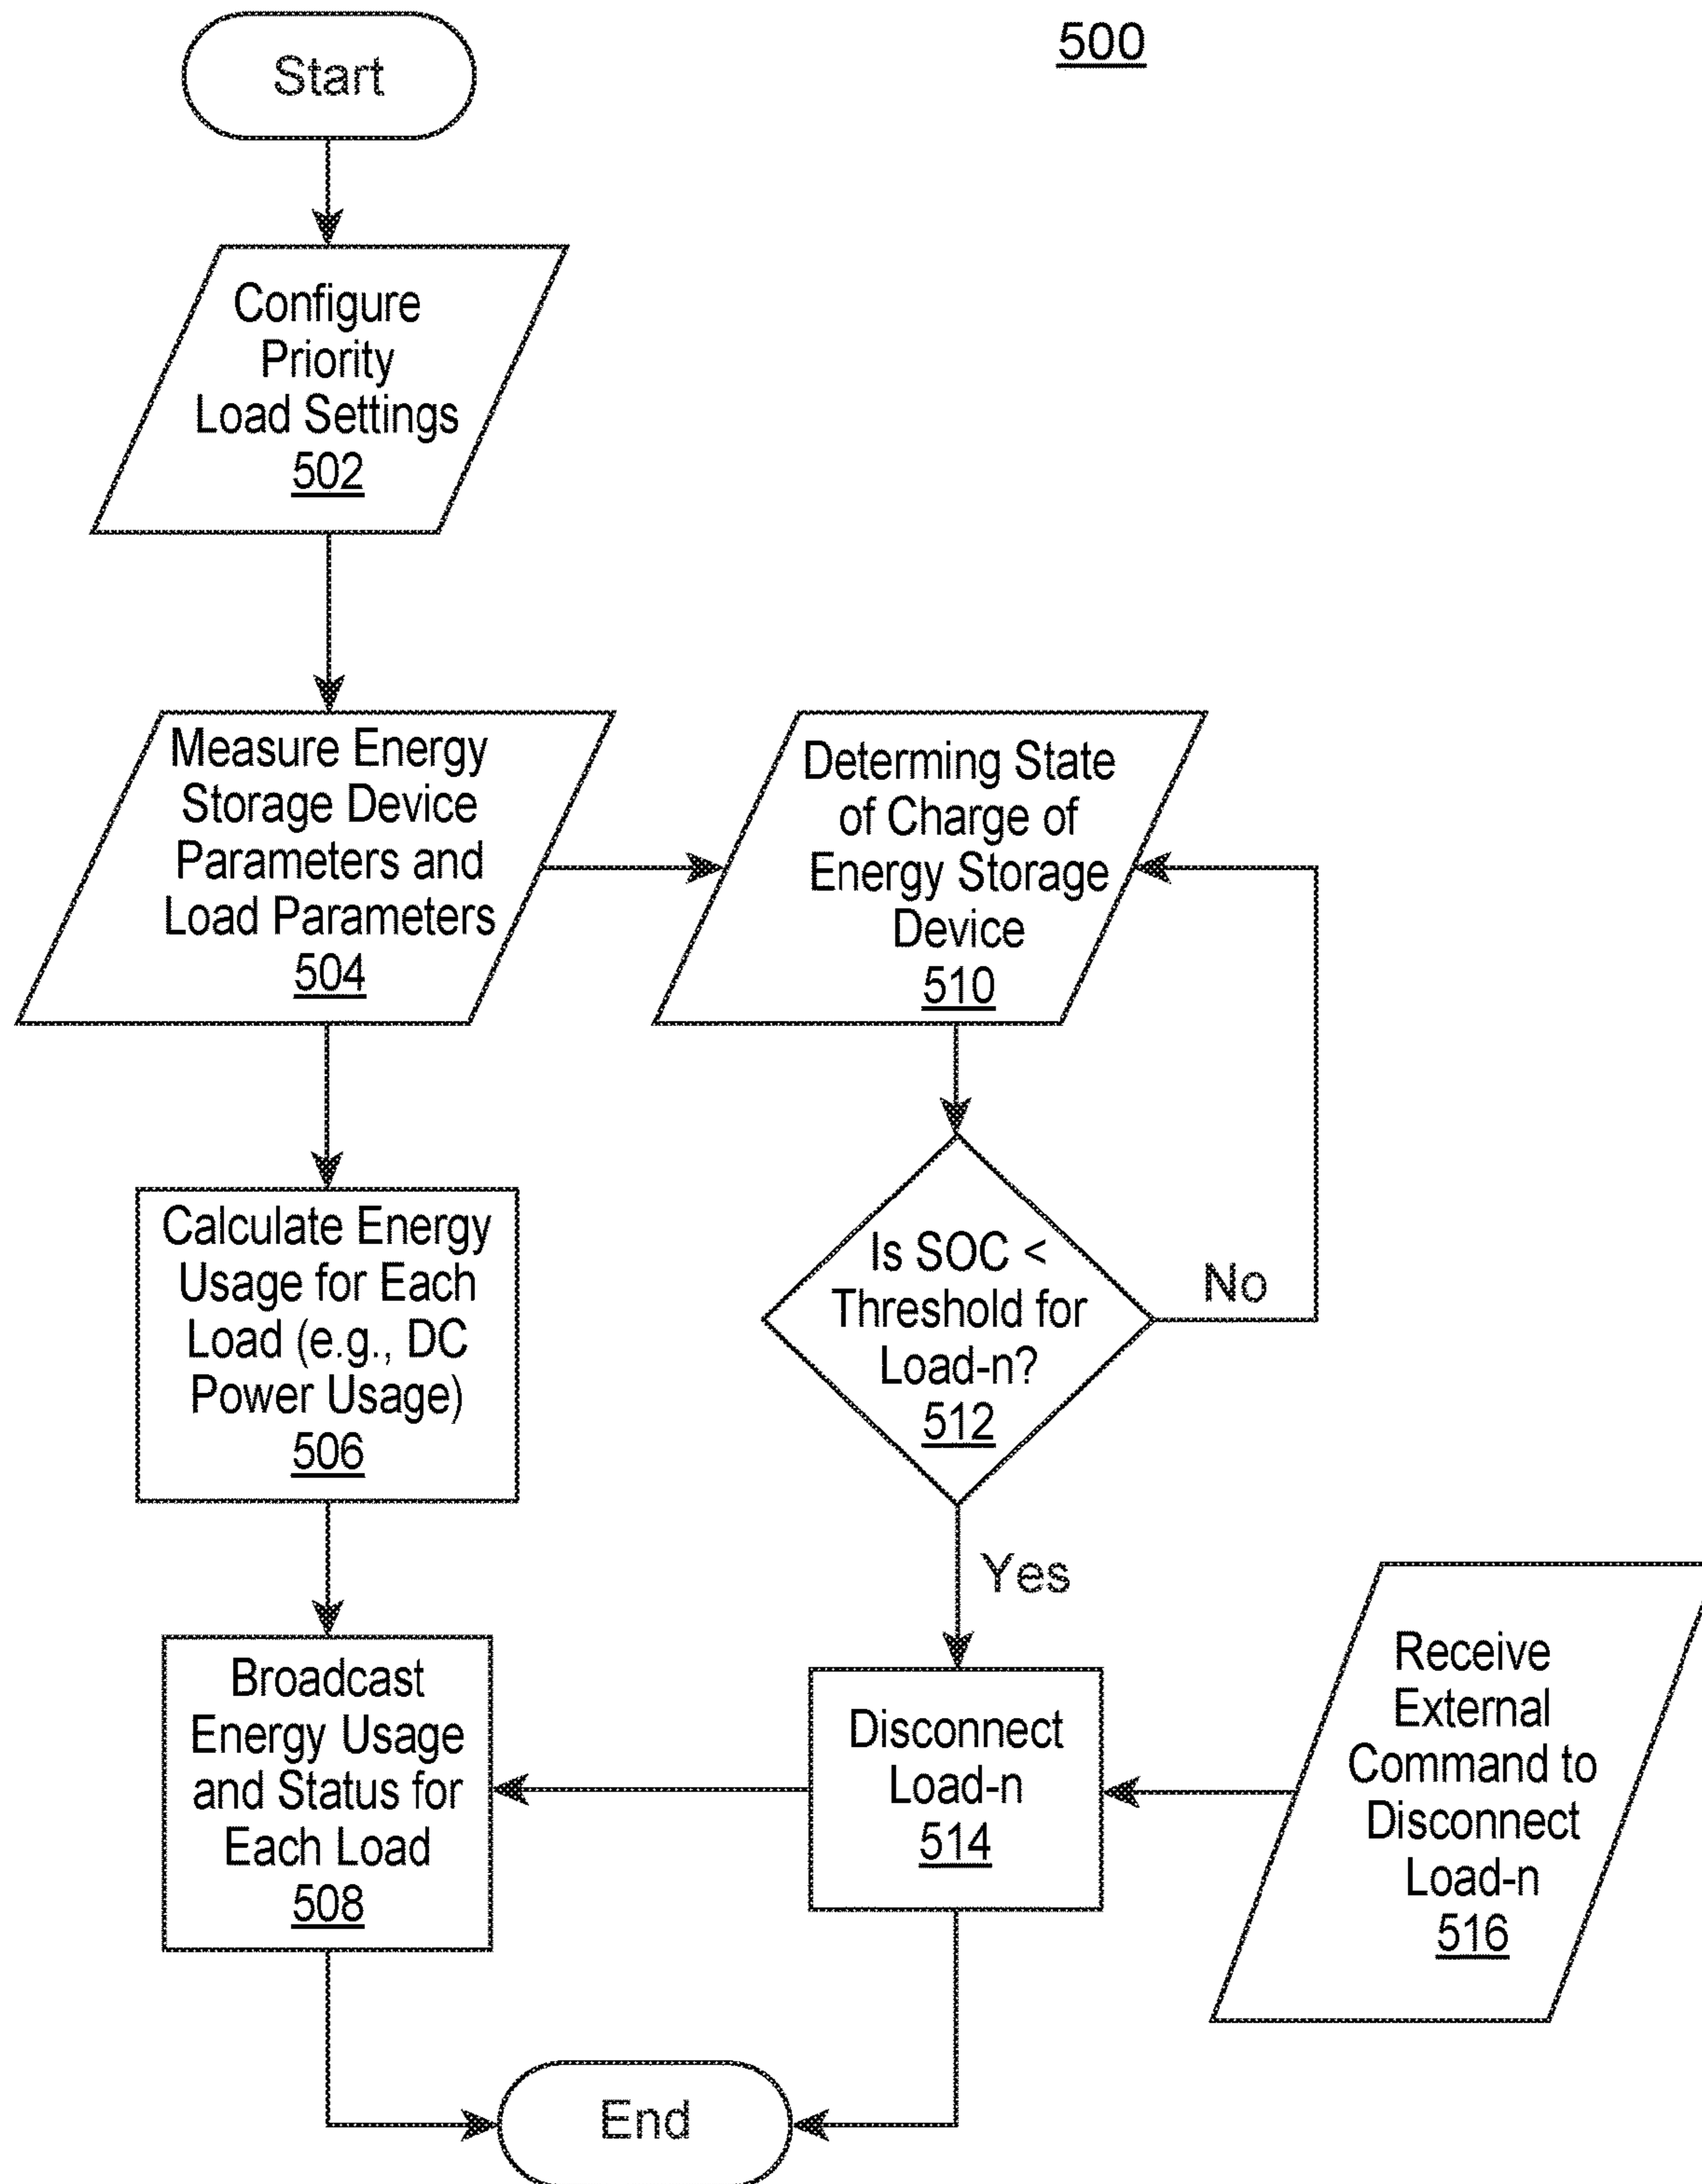 500
Start
Configure
Priority
Load Settings
502
Measure Energy
Storage Device
Parameters and
Load Parameters
504
Determing State
of Charge of
Energy Storage
Device
510
Calculate Energy
Usage for Each
Load (e.g., DC
Power Usage)
506
Is SOC <
Threshold for
Load-n?
512
No
Yes
Broadcast
Energy Usage
and Status for
Each Load
508
Disconnect
Load-n
514
Receive
External
Command to
Disconnect
Load-n
516
End